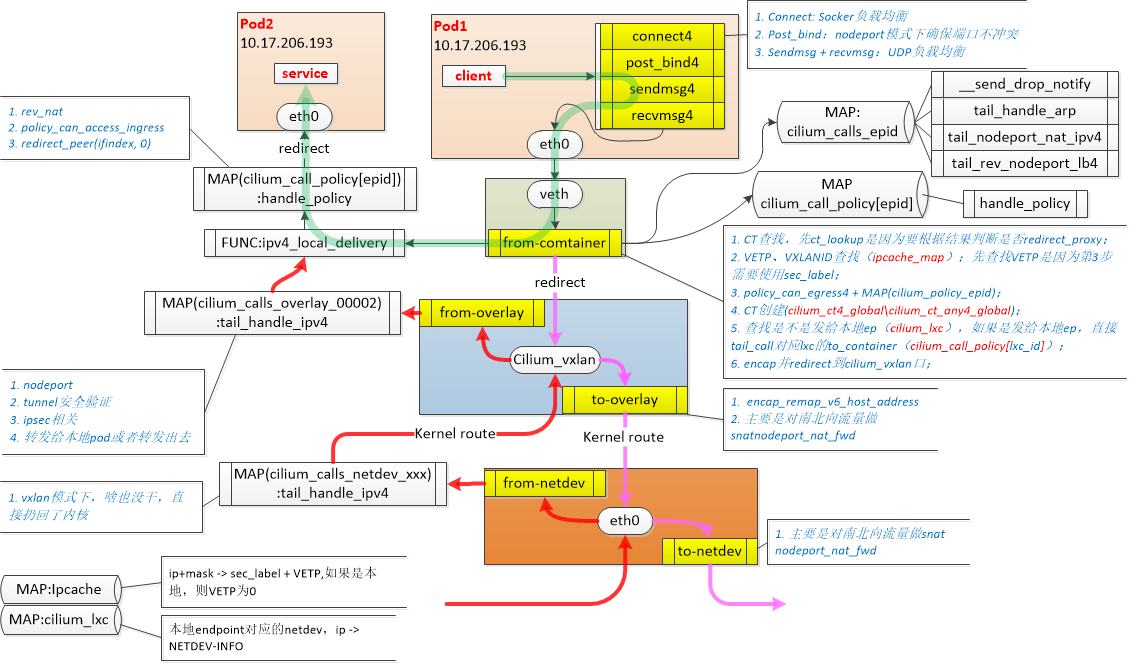 Pod2
10.17.206.193
service
eth0
redirect
1. rev_nat
2. policy_can_access_ingress
3. redirect_peer(ifindex, 0)
MAP(cilium_call_policy[epid])
:handle_policy
FUNC:ipv4_local_delivery
Pod1
10.17.206.193
client
connect4
post_bind4
sendmsg4
recvmsg4
eth0
veth
from-comtainer
redirect
1. Connect: Socker负载均衡
2. Post_bind：nodeport模式下确保端口不冲突
3. Sendmsg + recvmsg：UDP负载均衡
MAP:
cilium_calls_epid
__send_drop_notify
tail_handle_arp
tail_nodeport_nat_ipv4
tail_rev_nodeport_lb4
MAP
cilium_call_policy[epid]
handle_policy
1. CT查找，先ct_lookup是因为要根据结果判断是否redirect_proxy；
2. VETP、VXLANID查找（ipcache_map）；先查找VETP是因为第3步
需要使用sec_label；
3. policy_can_egress4 + MAP(cilium_policy_epid)；
4. CT创建(cilium_ct4_global\cilium_ct_any4_global)；
5. 查找是不是发给本地ep（cilium_lxc），如果是发给本地ep，直接
tail_call对应lxc的to_container（cilium_call_policy[lxc_id]）；
6. encap并redirect到cilium_vxlan口；
MAP(cilium_calls_overlay_00002)
:tail_handle_ipv4
from-overlay
Cilium_vxlan
to-overlay
1. nodeport
2. tunnel安全验证
3. ipsec相关
4. 转发给本地pod或者转发出去
1. encap_remap_v6_host_address
2. 主要是对南北向流量做
snatnodeport_nat_fwd
Kernel route
Kernel route
MAP(cilium_calls_netdev_xxx)
:tail_handle_ipv4
from-netdev
eth0
to-netdev
1. vxlan模式下，啥也没干，直
接扔回了内核
1. 主要是对南北向流量做snat
nodeport_nat_fwd
MAP:Ipcache
ip+mask -> sec_label + VETP,如果是本
地，则VETP为0
MAP:cilium_lxc
本地endpoint对应的netdev，ip ->
NETDEV-INFO